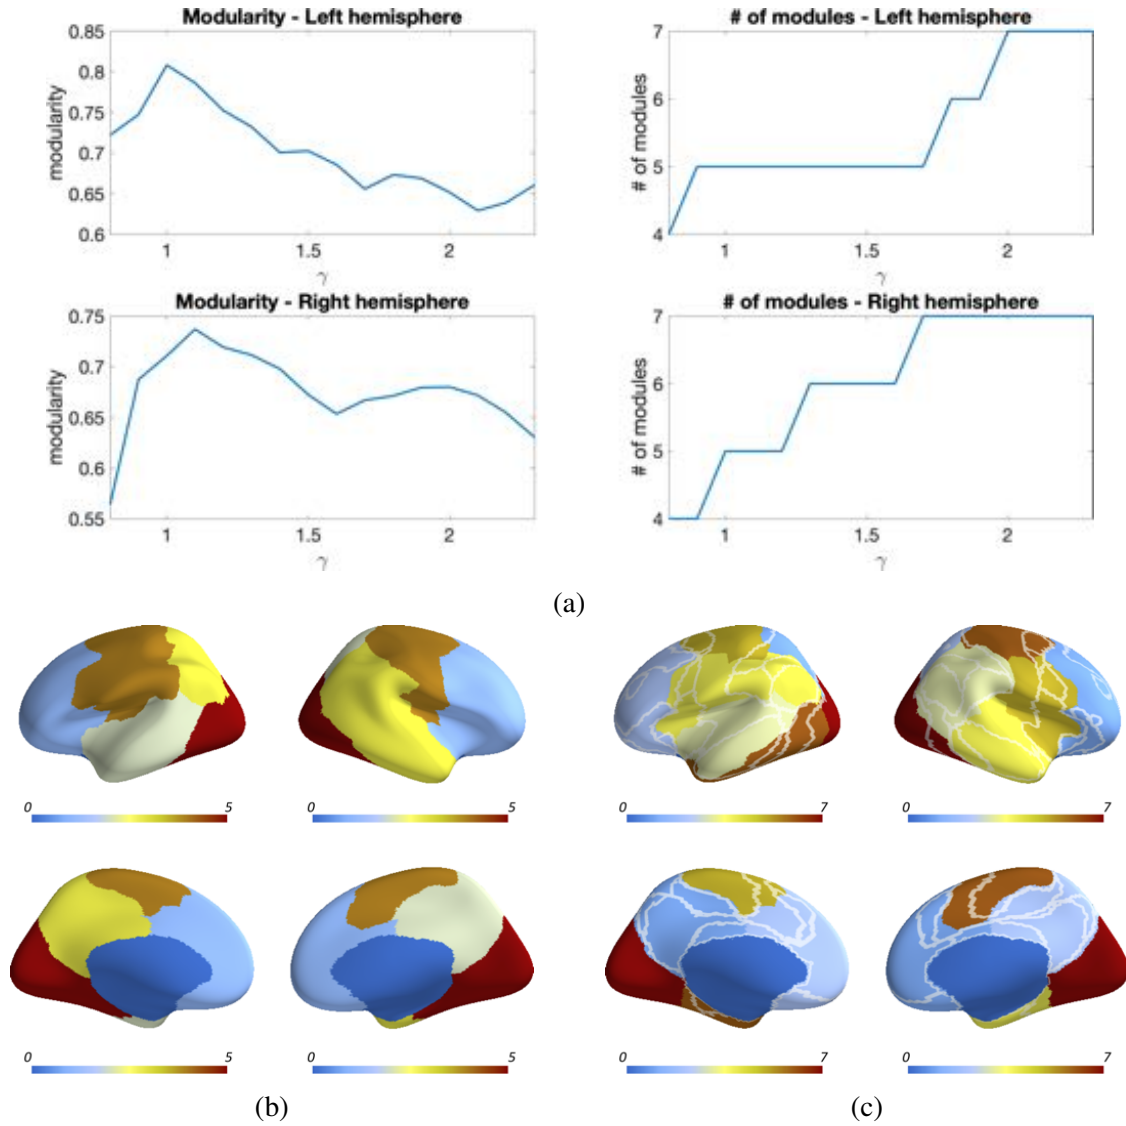 Modularity - Left hemisphere
0.85
0.8
0.75
0.7
0.65
0.6
modularity
1 1.5 2
γ
# of modules - Left hemisphere
7
6
5
4
# of modules
1 1.5 2
γ
Modularity - Right hemisphere
0.75
0.7
0.65
0.6
0.55
modularity
1 1.5 2
γ
# of modules - Right hemisphere
7
6
5
4
# of modules
1 1.5 2
γ
(a)
0 5 0 5 0 7 0 7
0 5 0 5 0 7 0 7
(b) (c)